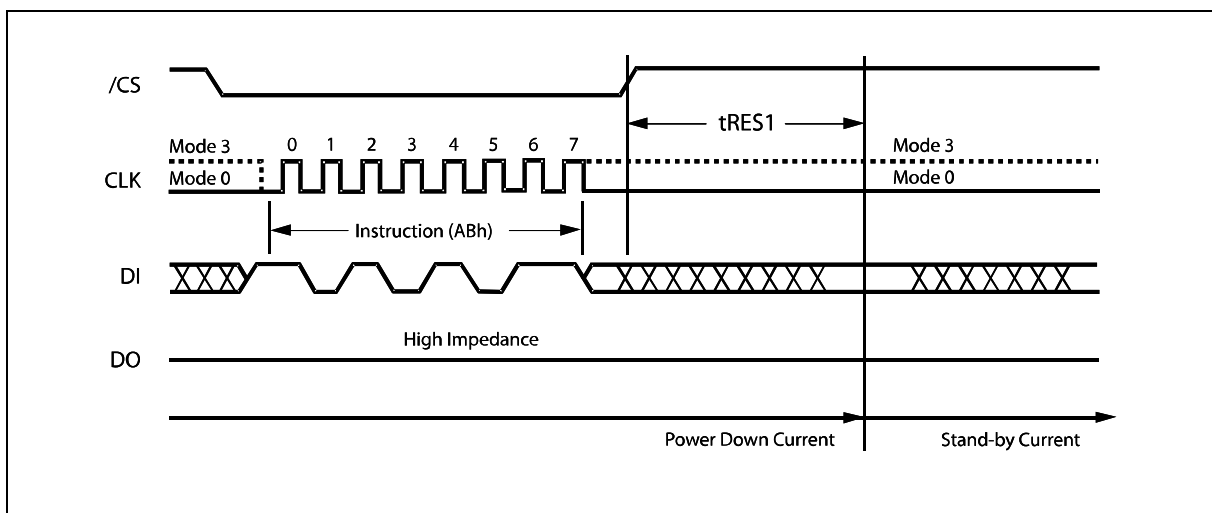 /CS
tRES1
Mode 3
0 1 2 3 4 5 6 7
Mode 3
CLK
Mode 0
Mode 0
Instruction (ABh)
DI
High Impedance
DO
Power Down Current
Stand-by Current